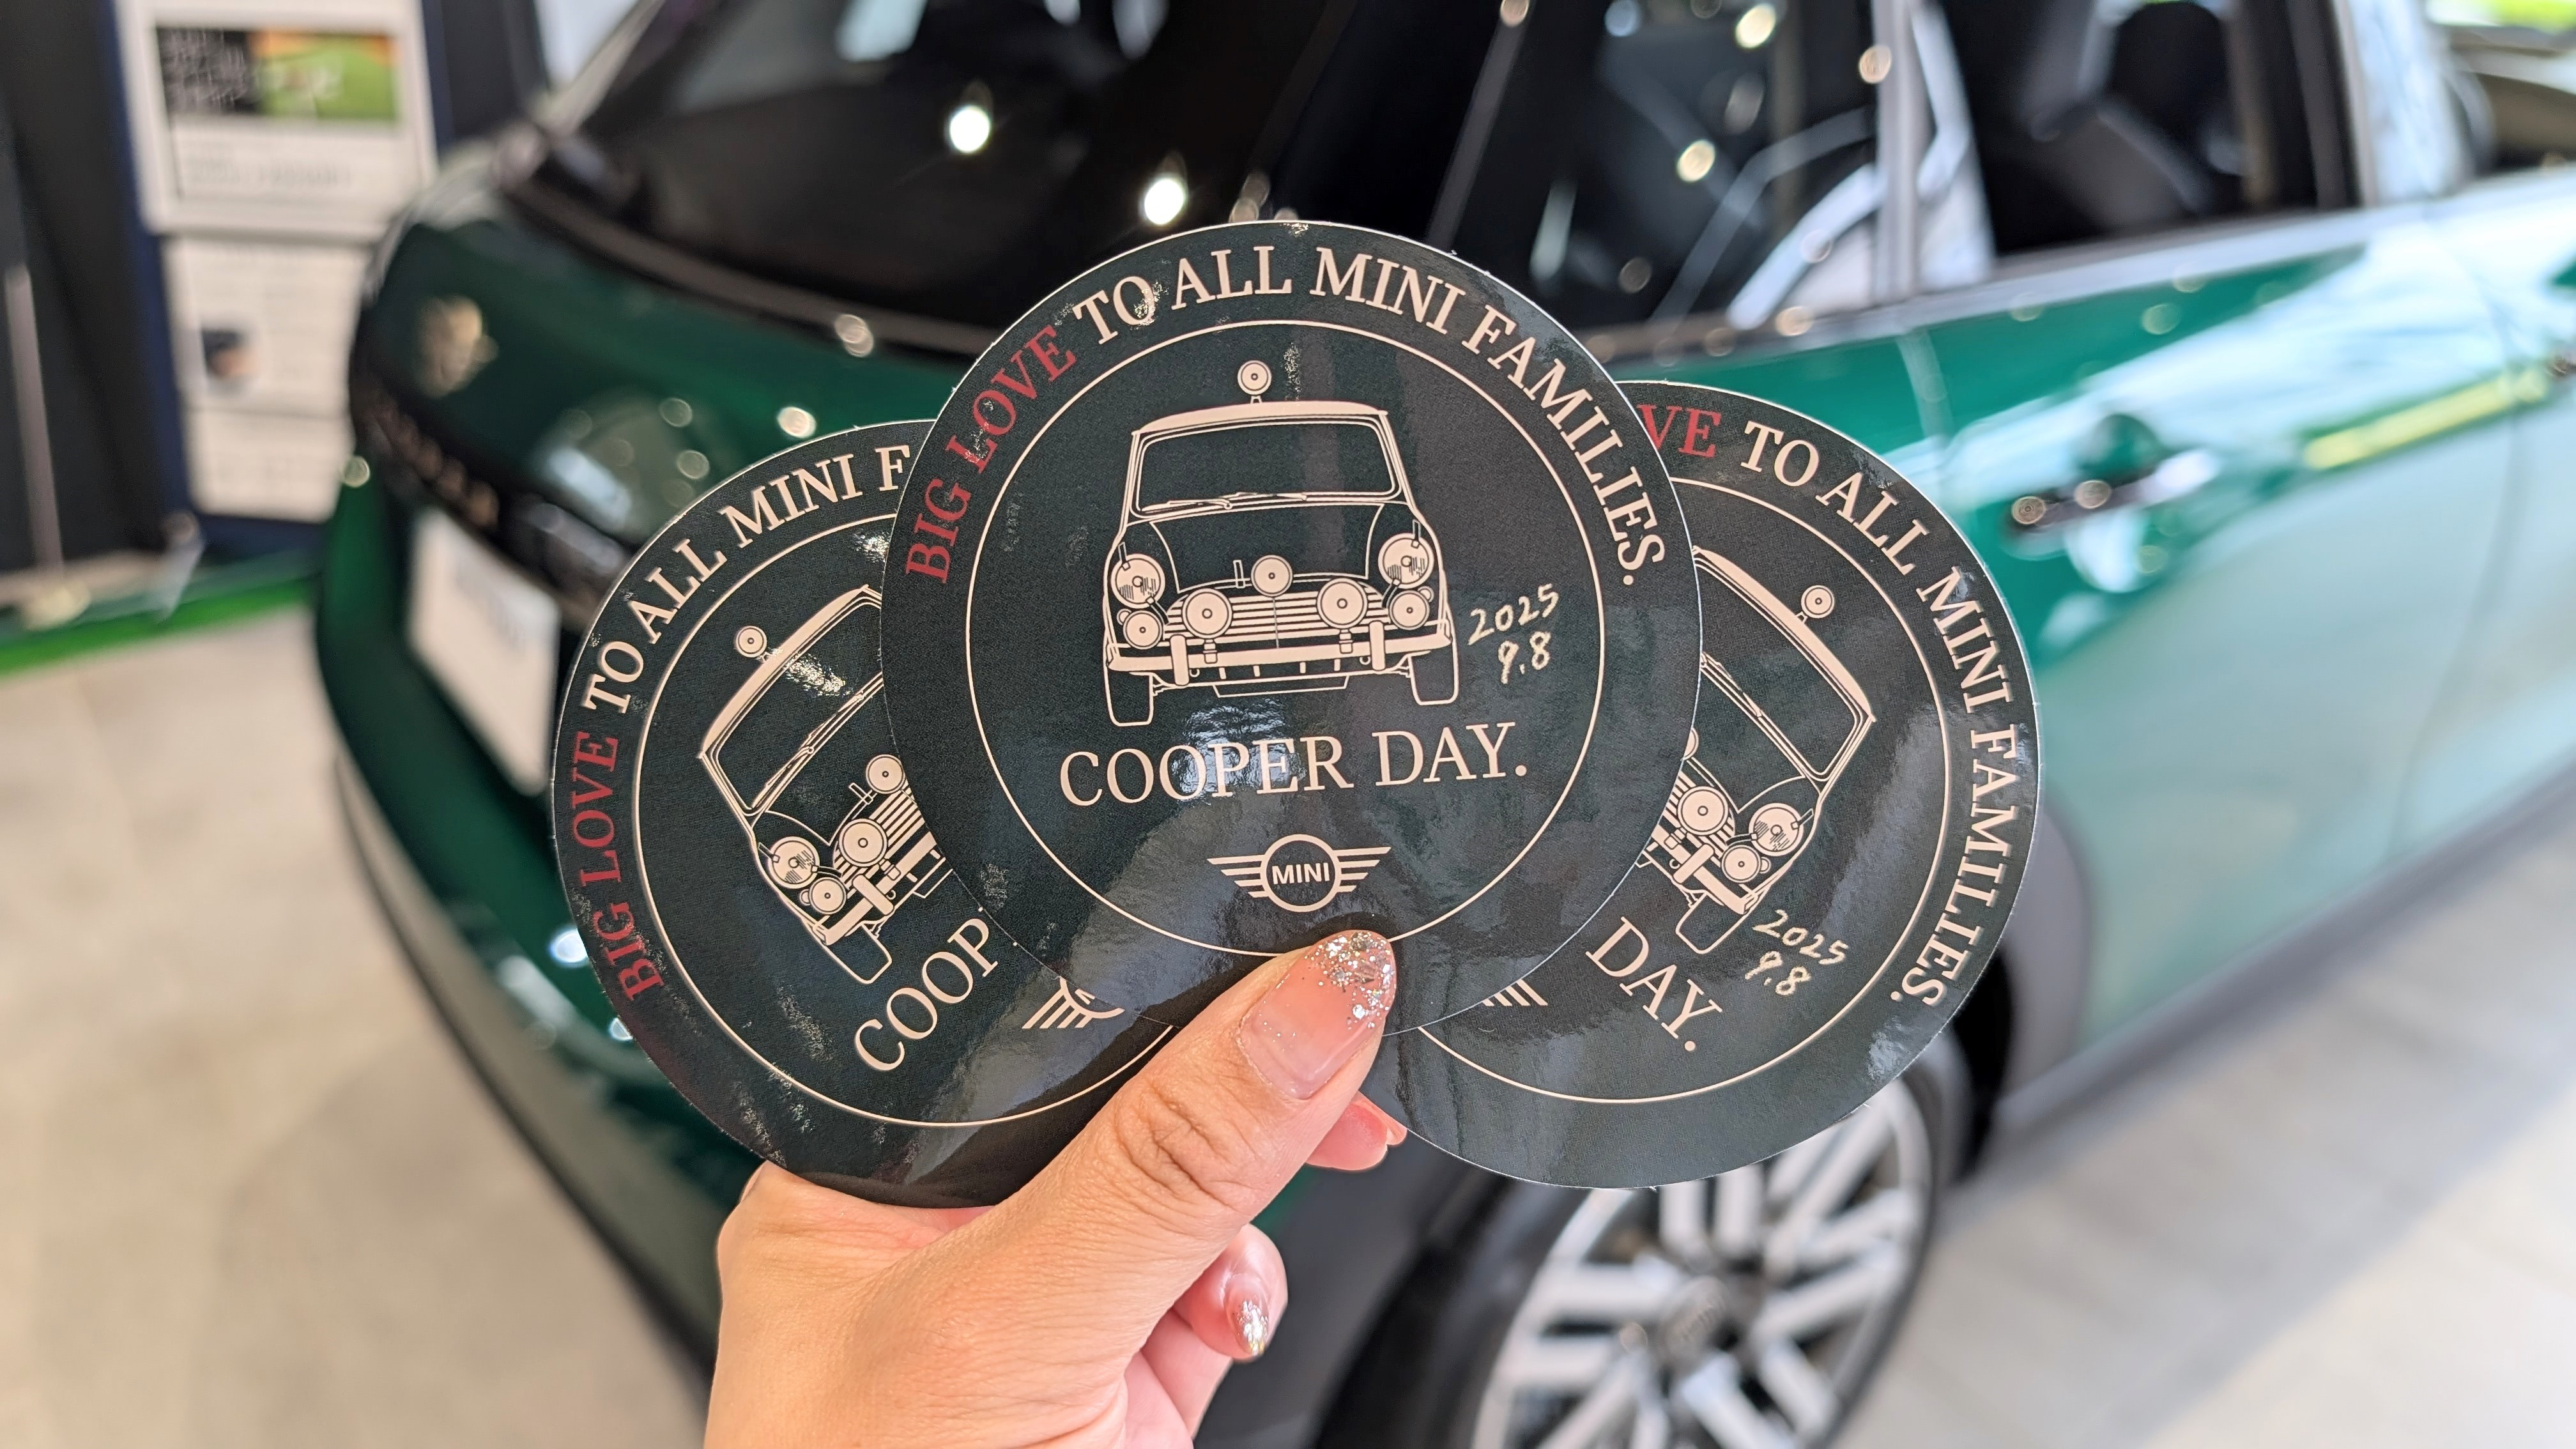 BIG LOVE TO ALL MINI FAMILIES.
2025
9.8
COOPER DAY.
MINI
BIG LOVE TO ALL MINI F
COOP
VE TO ALL MINI FAMILIES.
2025
9.8
DAY.